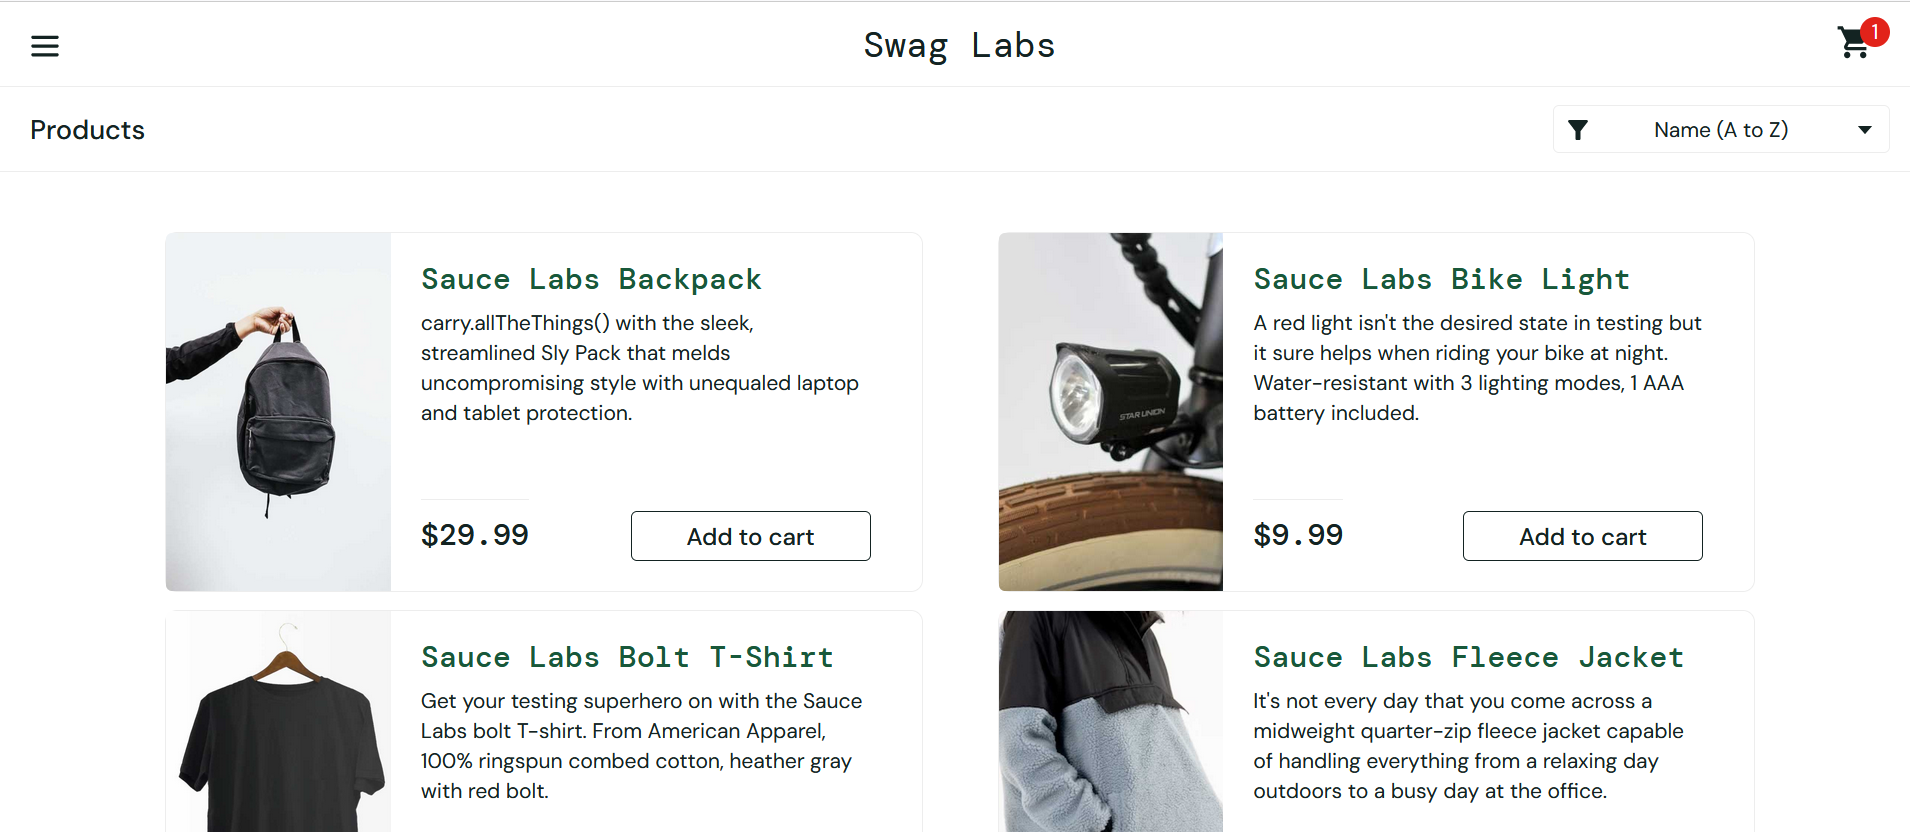 Swag Labs
1
Products
Name (A to Z)
Sauce Labs Backpack
carry.allTheThings() with the sleek,
streamlined Sly Pack that melds
uncompromising style with unequaled laptop
and tablet protection.
$29.99
Add to cart
STAR UNION
Sauce Labs Bike Light
A red light isn't the desired state in testing but
it sure helps when riding your bike at night.
Water-resistant with 3 lighting modes, 1 AAA
battery included.
$9.99
Add to cart
Sauce Labs Bolt T-Shirt
Get your testing superhero on with the Sauce
Labs bolt T-shirt. From American Apparel,
100% ringspun combed cotton, heather gray
with red bolt.
Sauce Labs Fleece Jacket
It's not every day that you come across a
midweight quarter-zip fleece jacket capable
of handling everything from a relaxing day
outdoors to a busy day at the office.